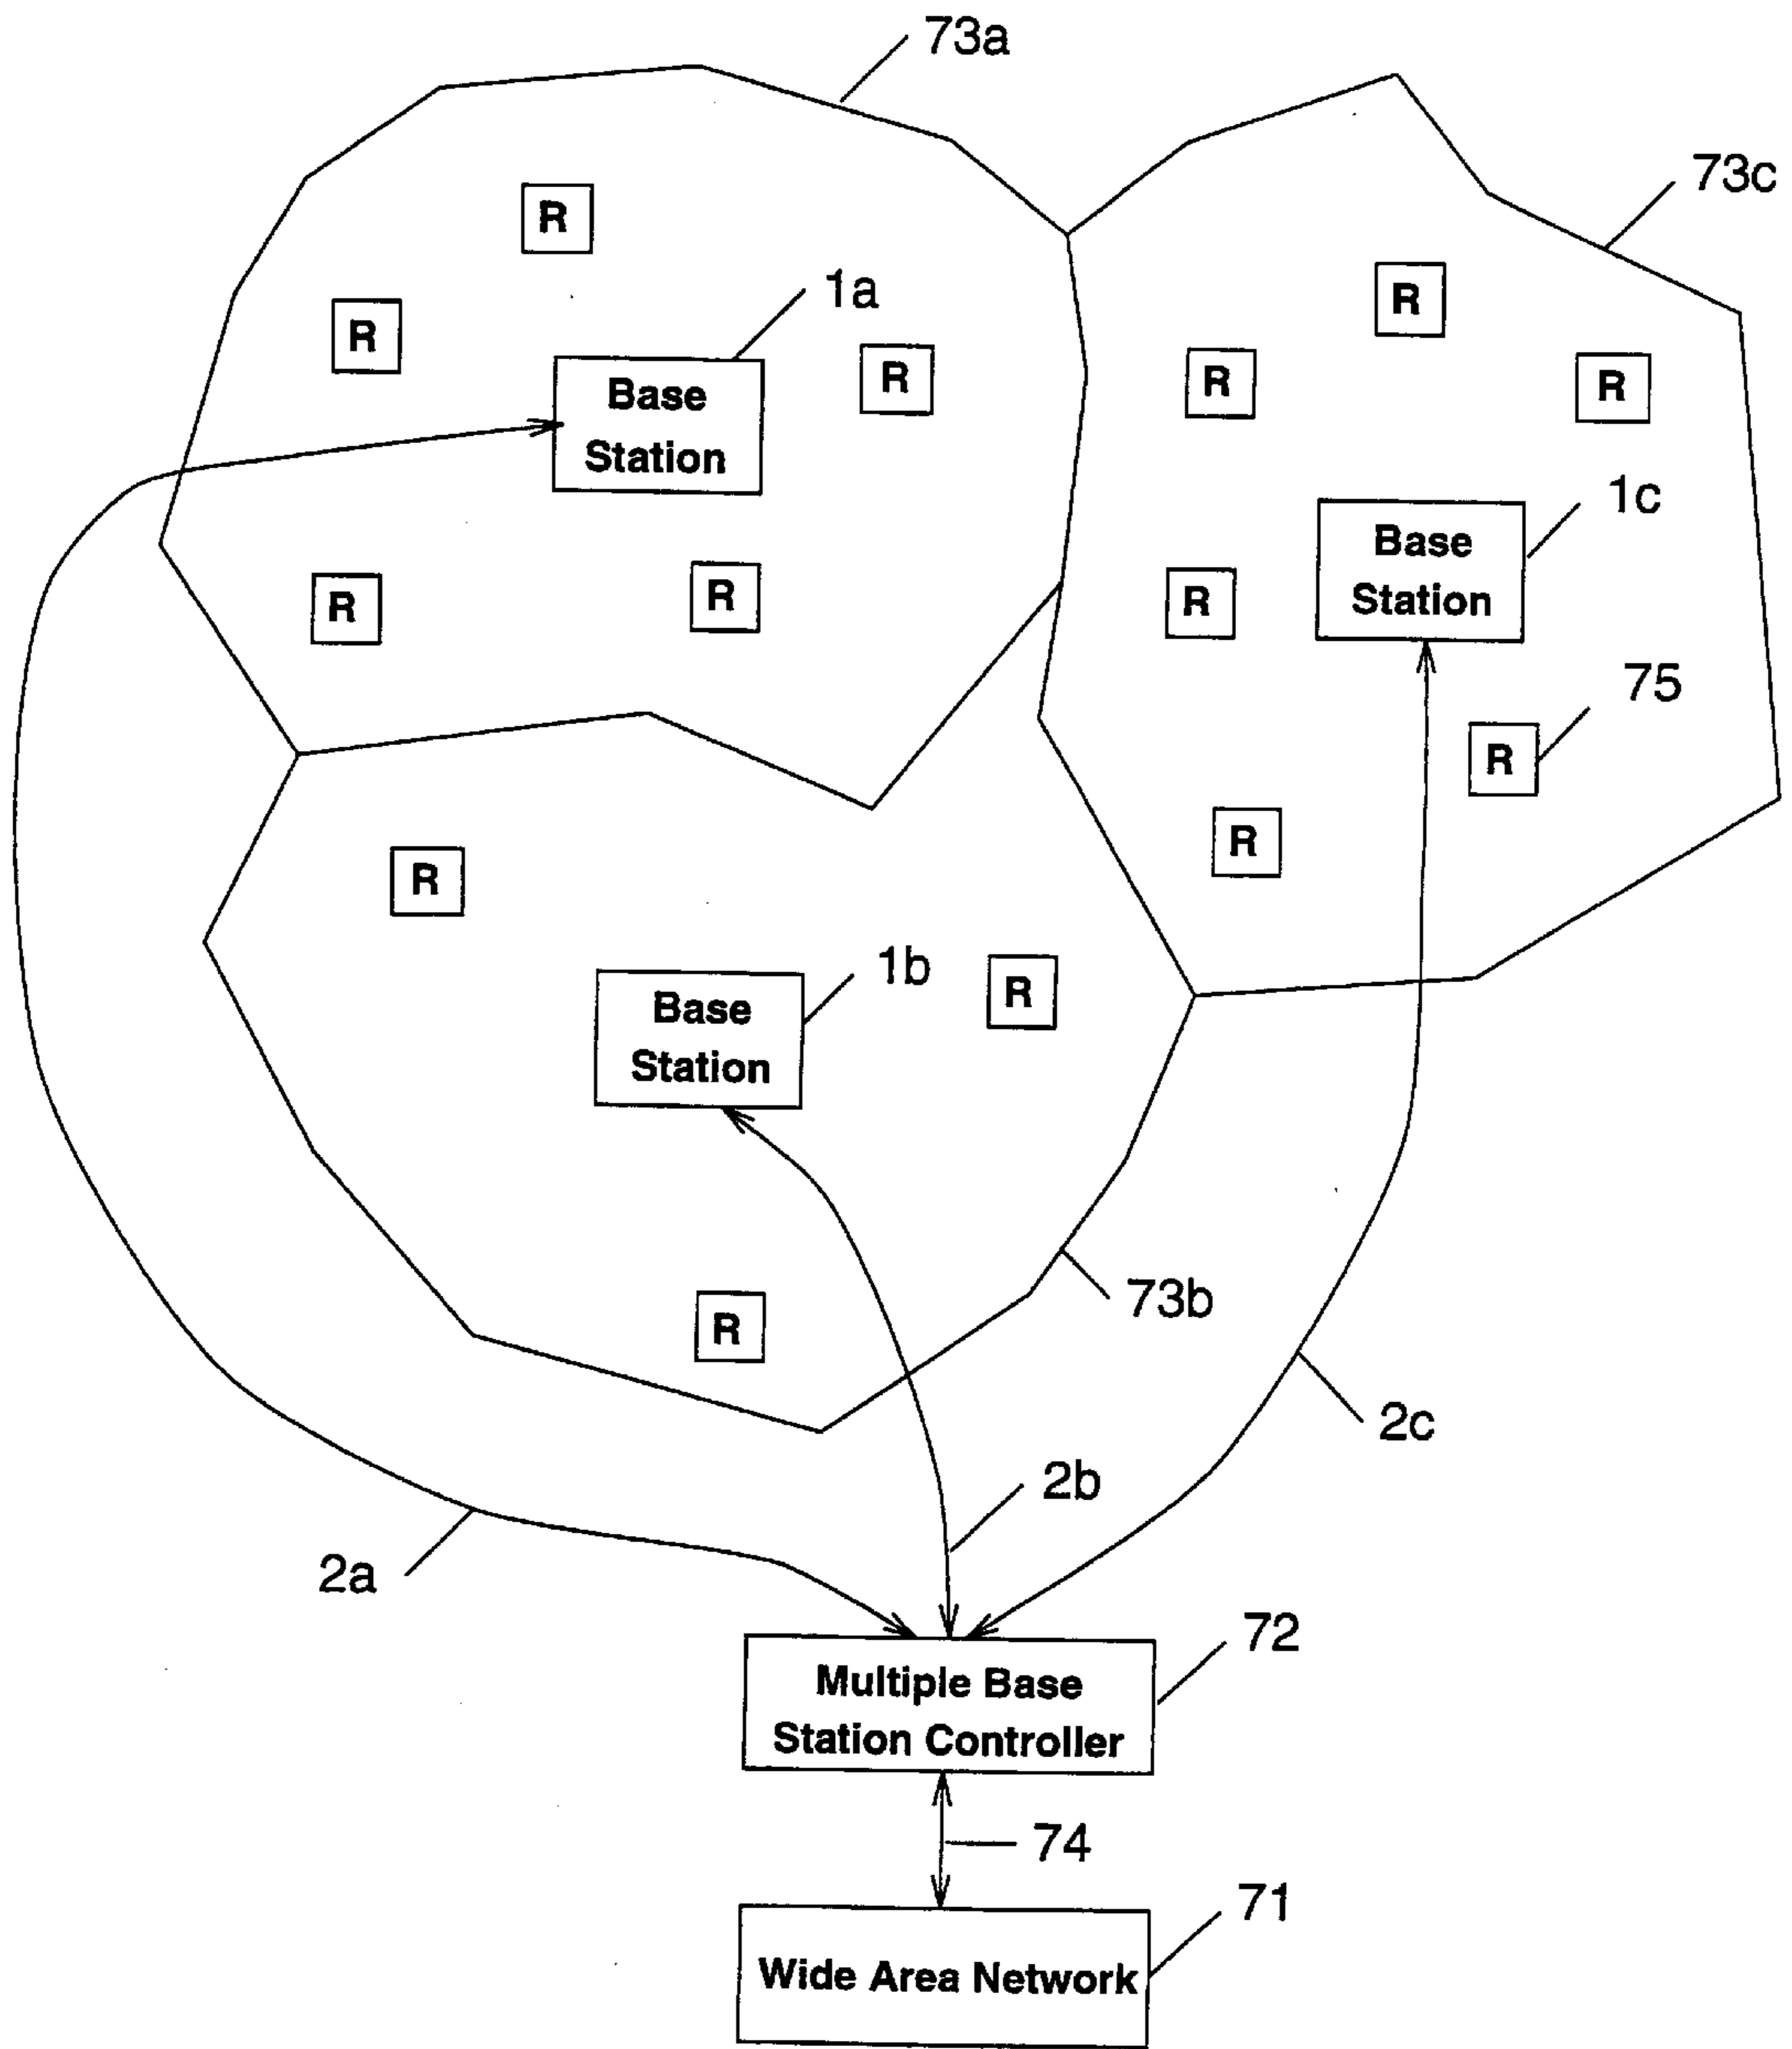 73a
73c
R
1a
R
R
R
R
R
Base
Station
1c
Base
Station
R
R
R
75
R
R
R
1b
R
Base
Station
73b
R
2c
2b
2a
72
Multiple Base
Station Controller
74
71
Wide Area Network